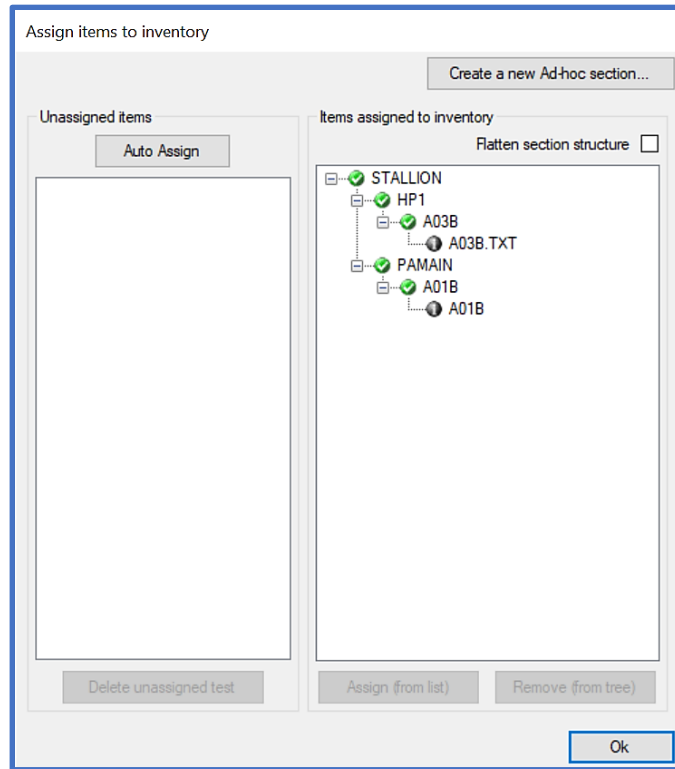 Assign items to inventory
Create a new Ad-hoc section...
Unassigned items
Auto Assign
Delete unassigned test
Items assigned to inventory
Flatten section structure
STALLION
HP1
A03B
A03B.TXT
PAMAIN
A01B
A01B
Assign (from list)
Remove (from tree)
Ok